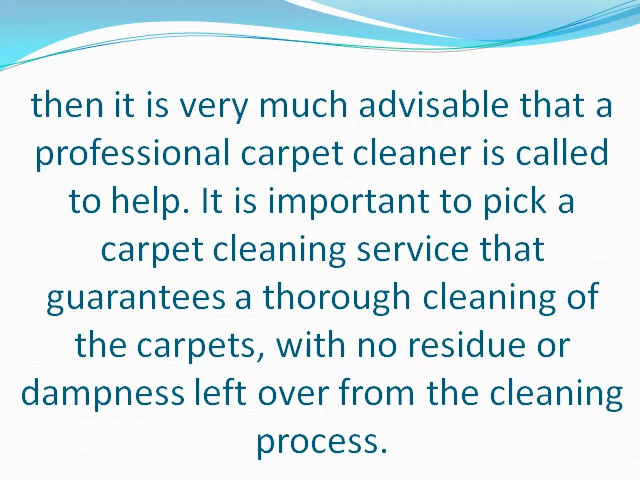 then it is very much advisable that a
professional carpet cleaner is called
to help. It is important to pick a
carpet cleaning service that
guarantees a thorough cleaning of
the carpets, with no residue or
dampness left over from the cleaning
process.